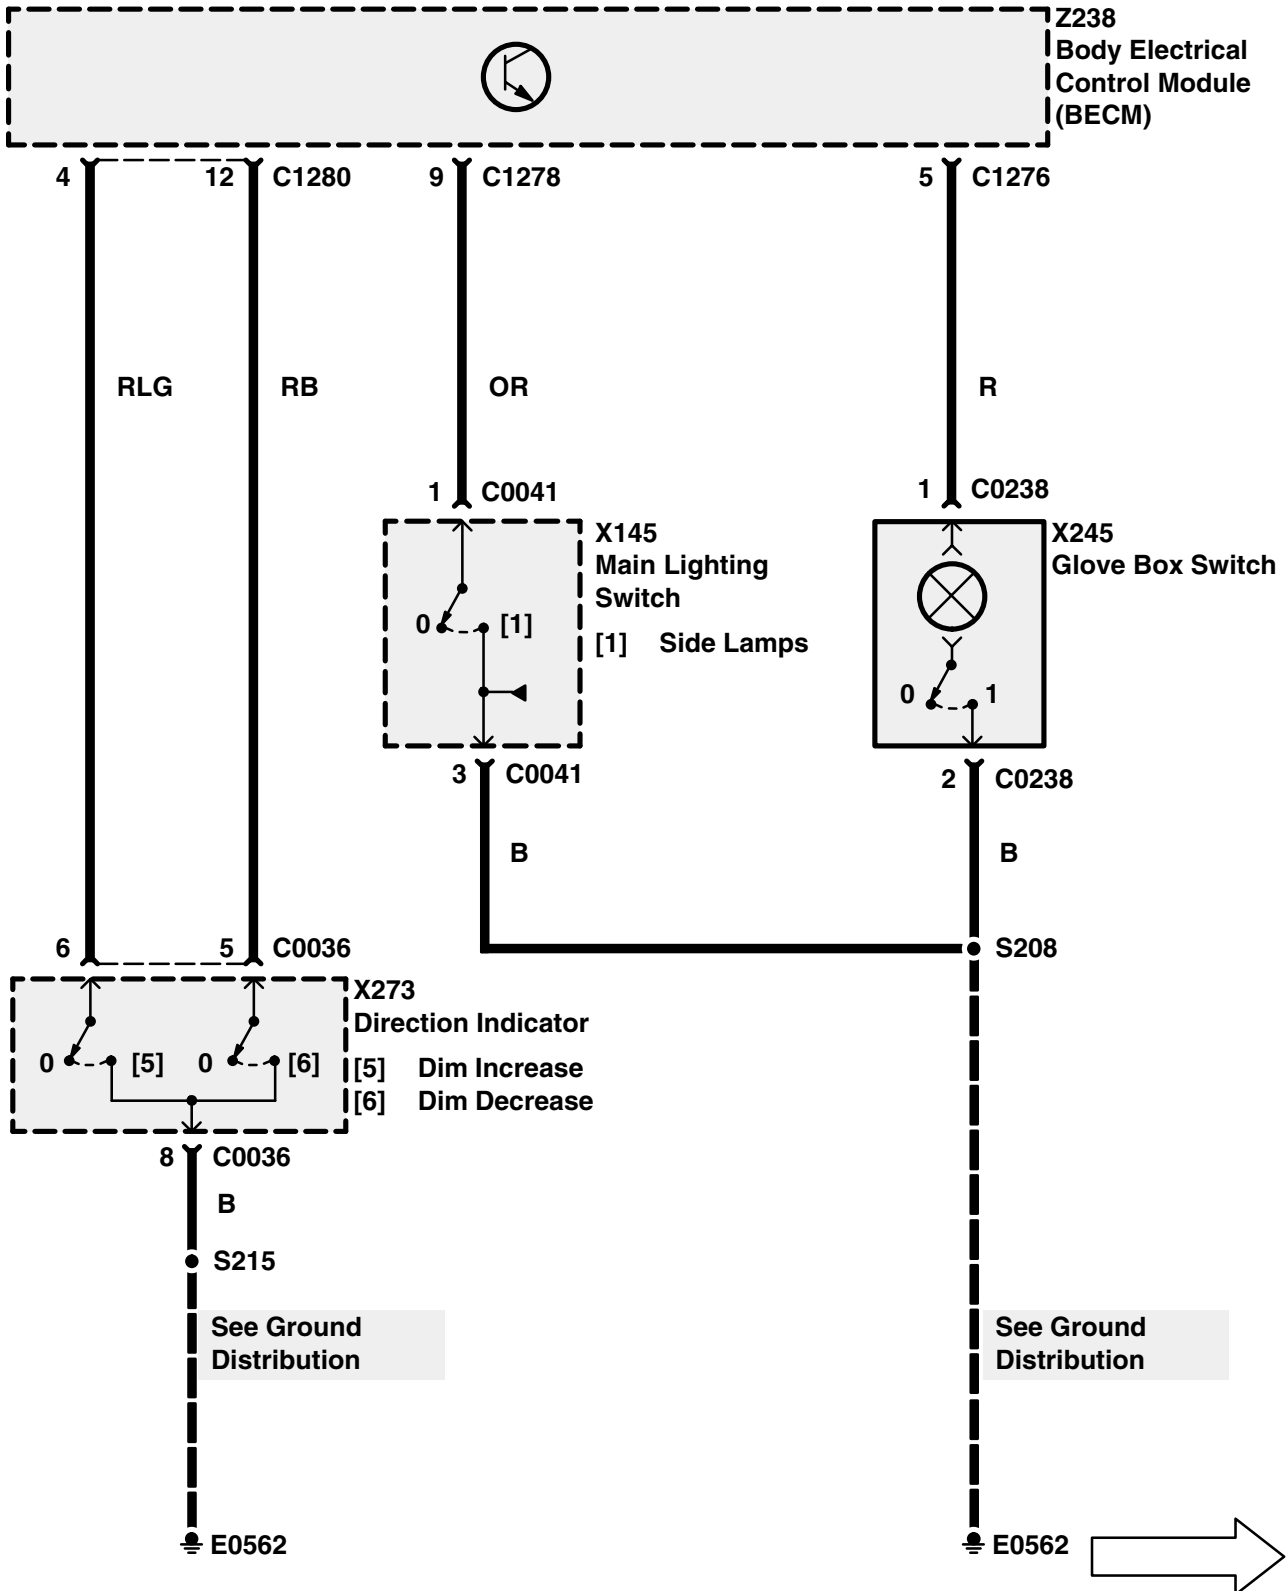 Z238
Body Electrical
Control Module
(BECM)
4 12 C1280 9 C1278 5 C1276
RLG RB OR R
1 C0041 1 C0238
X145
Main Lighting
Switch
[1] Side Lamps
0 [1]
X245
Glove Box Switch
0 1
3 C0041 2 C0238
B B
6 5 C0036 S208
X273
Direction Indicator
0 [5] 0 [6]
[5] Dim Increase
[6] Dim Decrease
8 C0036
B
S215
See Ground
Distribution
See Ground
Distribution
E0562 E0562